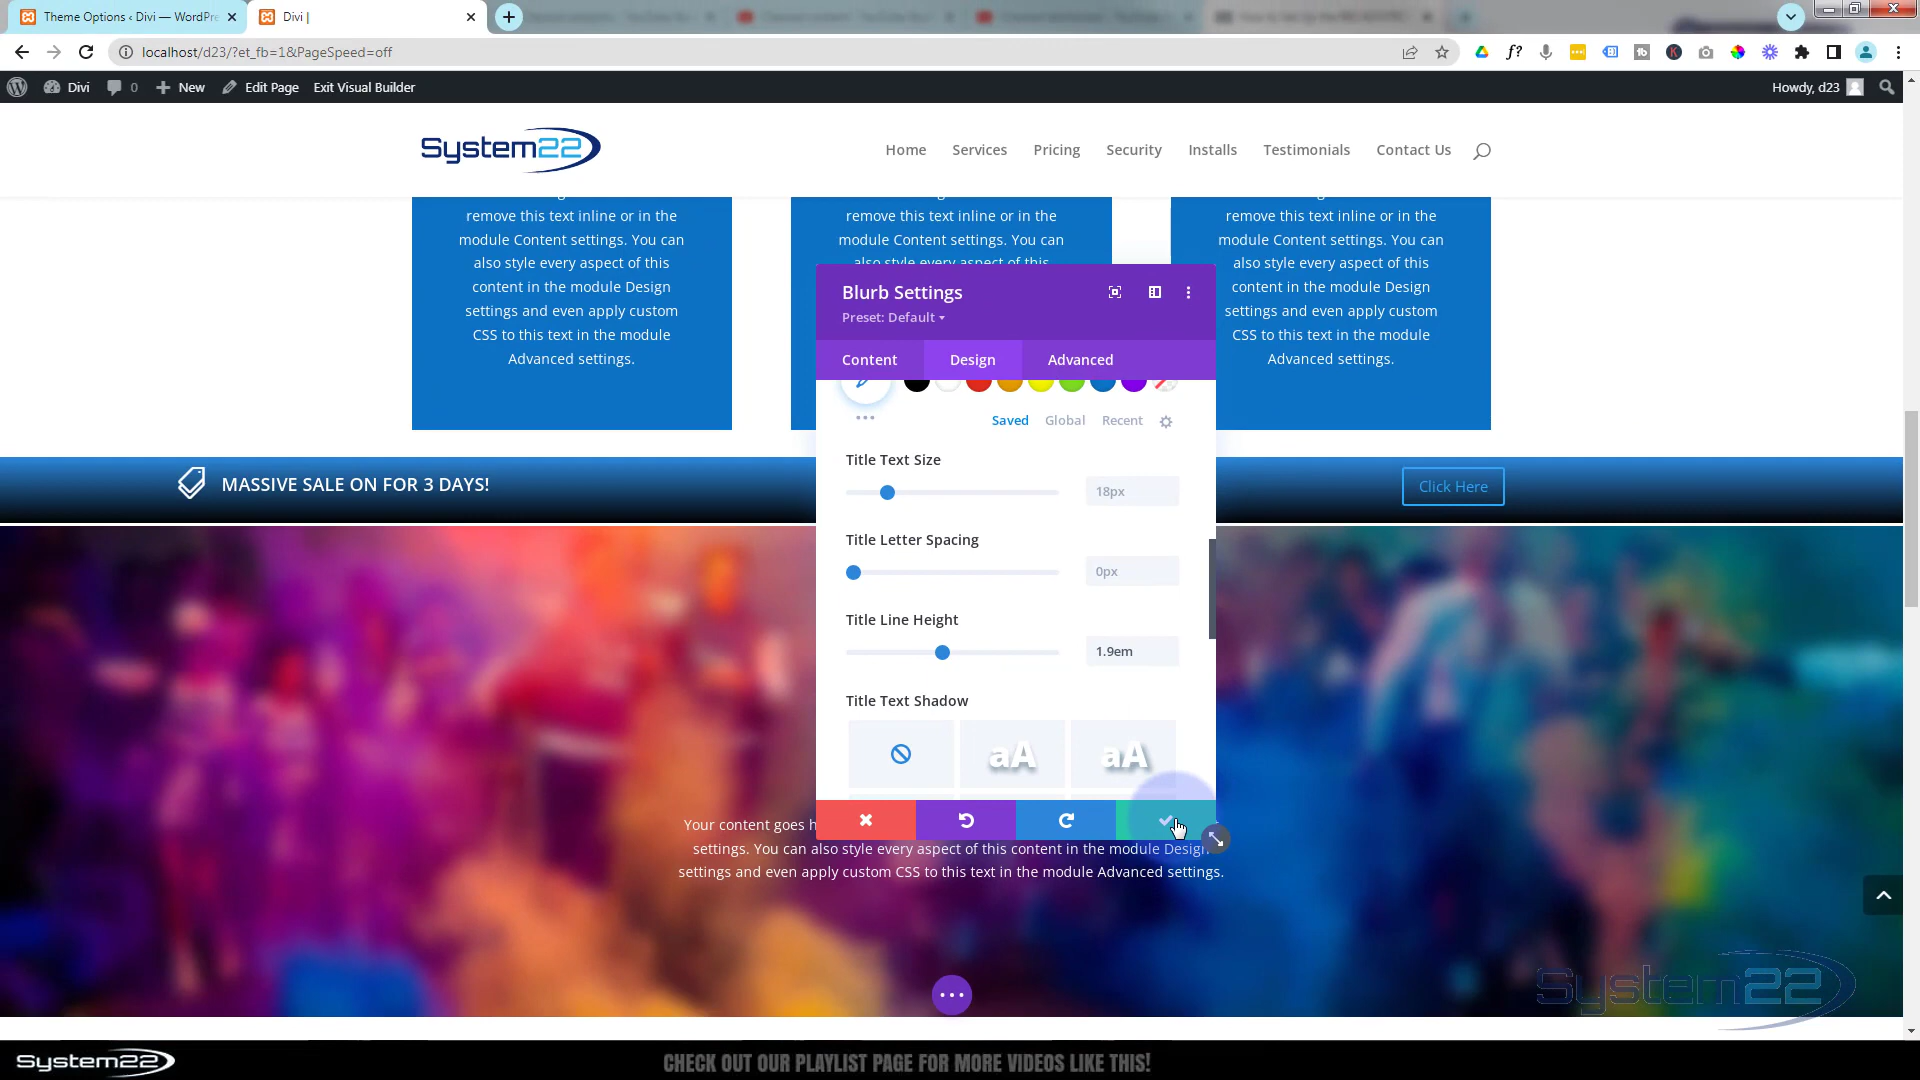 Theme Options ‹ Divi — WordPre
Divi |
localhost/d23/?et_fb=1&PageSpeed=off
Divi
0
New
Edit Page
Exit Visual Builder
Howdy, d23
System22
Home
Services
Pricing
Security
Installs
Testimonials
Contact Us
remove this text inline or in the
module Content settings. You can
also style every aspect of this
content in the module Design
settings and even apply custom
CSS to this text in the module
Advanced settings.
remove this text inline or in the
module Content settings. You can
also style every aspect of this
remove this text inline or in the
module Content settings. You can
also style every aspect of this
content in the module Design
settings and even apply custom
CSS to this text in the module
Advanced settings.
Blurb Settings
Preset: Default
Content
Design
Advanced
Saved
Global
Recent
Title Text Size
18px
Title Letter Spacing
0px
Title Line Height
1.9em
Title Text Shadow
aA
aA
MASSIVE SALE ON FOR 3 DAYS!
Click Here
Your content goes h
settings. You can also style every aspect of this content in the module Design
settings and even apply custom CSS to this text in the module Advanced settings.
System22
System22
CHECK OUT OUR PLAYLIST PAGE FOR MORE VIDEOS LIKE THIS!